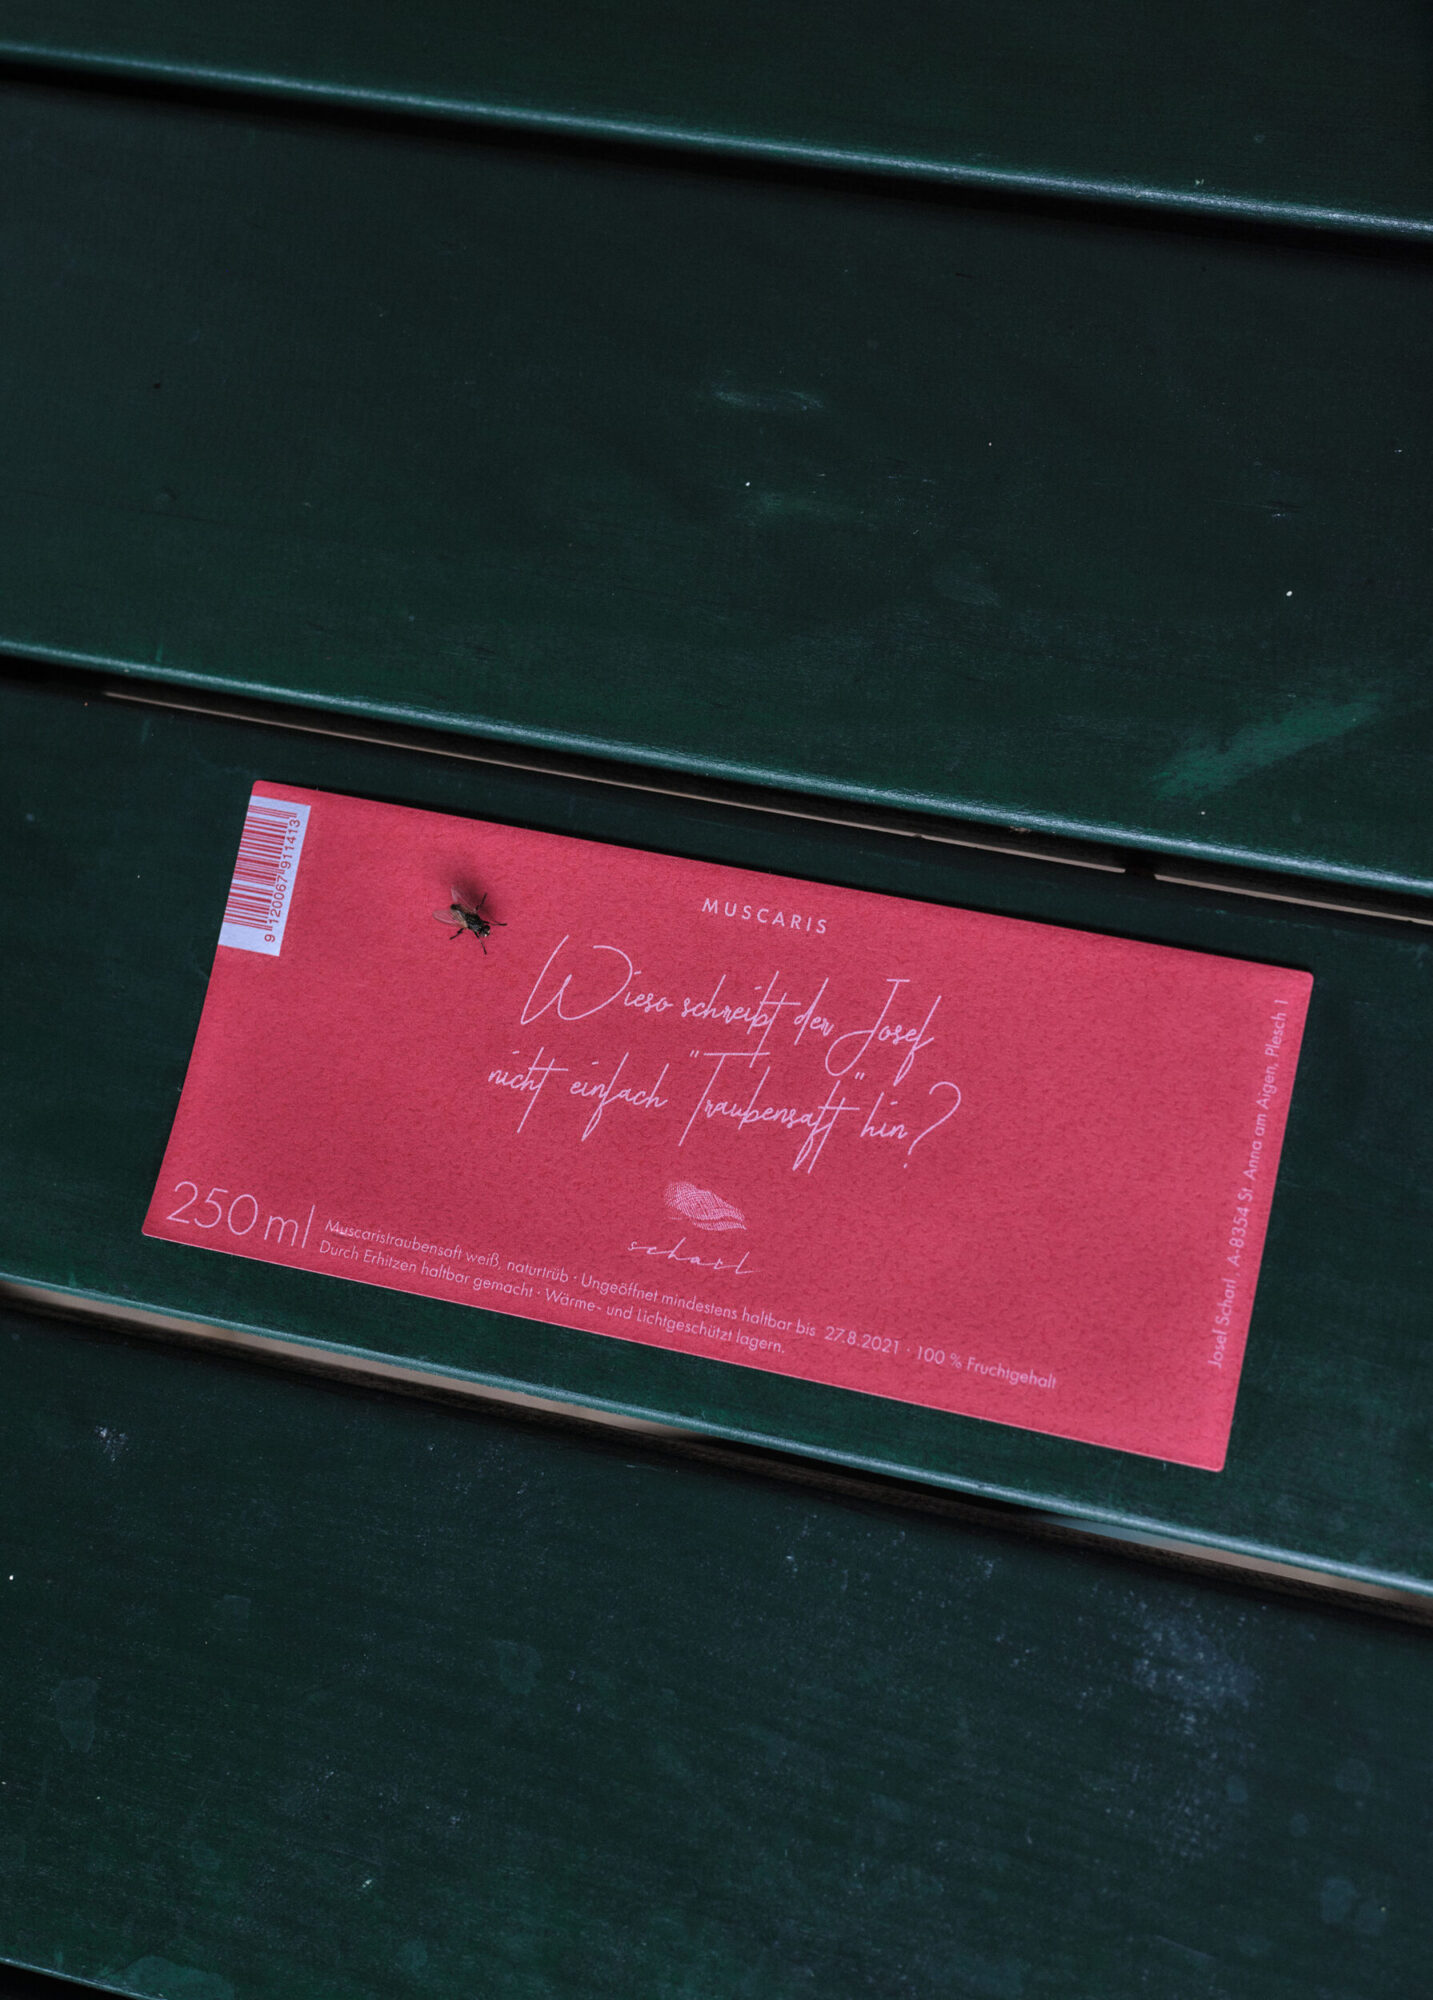 9 120067 911413
MUSCARIS
Wieso schreibt der Josef
nicht einfach "Traubensaft" hin?
scharl
250 ml
Muscaristraubensaft weiß, naturtrüb · Ungeöffnet mindestens haltbar bis 27.8.2021 · 100 % Fruchtgehalt
Durch Erhitzen haltbar gemacht · Wärme- und Lichtgeschützt lagern.
Josef Scharl A-8354 St. Anna am Aigen, Plesch 1